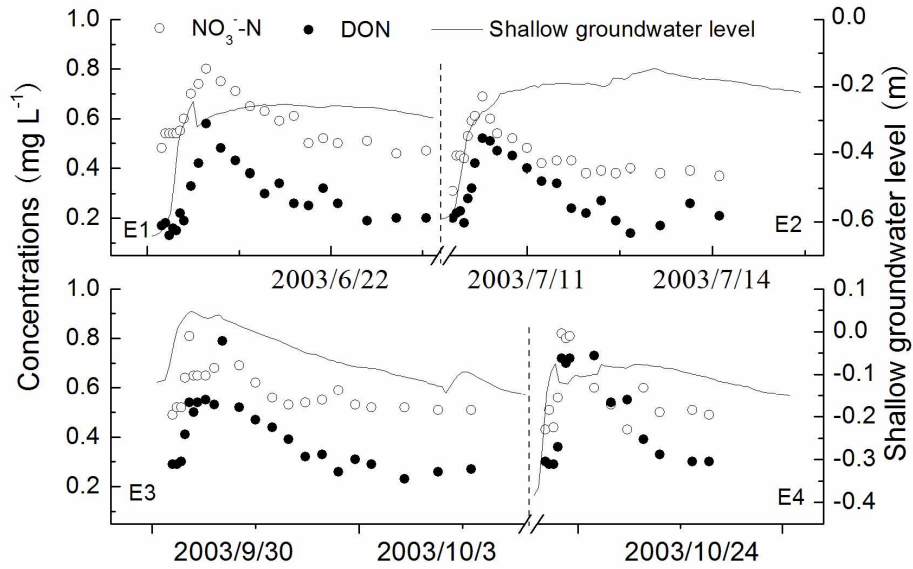 NO₃⁻-N DON Shallow groundwater level
1.0 0.8 0.6 0.4 0.2
0.0 -0.2 -0.4 -0.6
E1 E2
2003/6/22 2003/7/11 2003/7/14
Concentrations (mg L⁻¹)
Shallow groundwater level (m)
1.0 0.8 0.6 0.4 0.2
0.1 0.0 -0.1 -0.2 -0.3 -0.4
E3 E4
2003/9/30 2003/10/3 2003/10/24